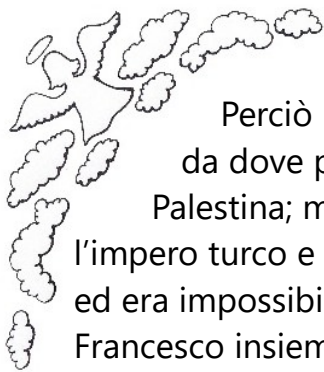 Perciò
da dove p
Palestina; m
l'impero turco e
ed era impossibi
Francesco insiem